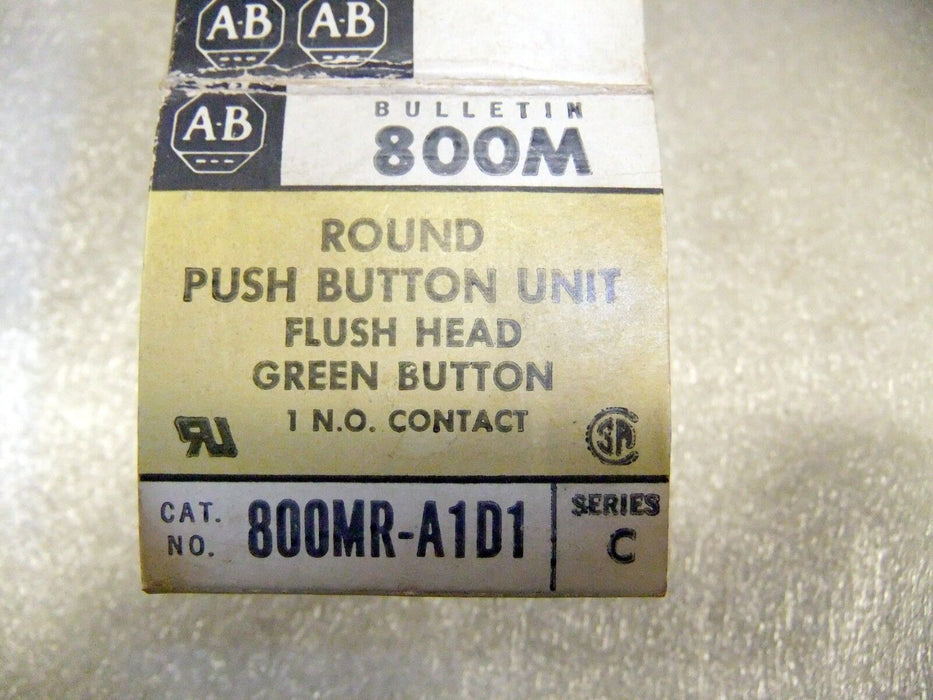 A-B A-B
A-B
BULLETIN
800M
ROUND
PUSH BUTTON UNIT
FLUSH HEAD
GREEN BUTTON
1 N.O. CONTACT
CAT. NO. 800MR-A1D1
SERIES C